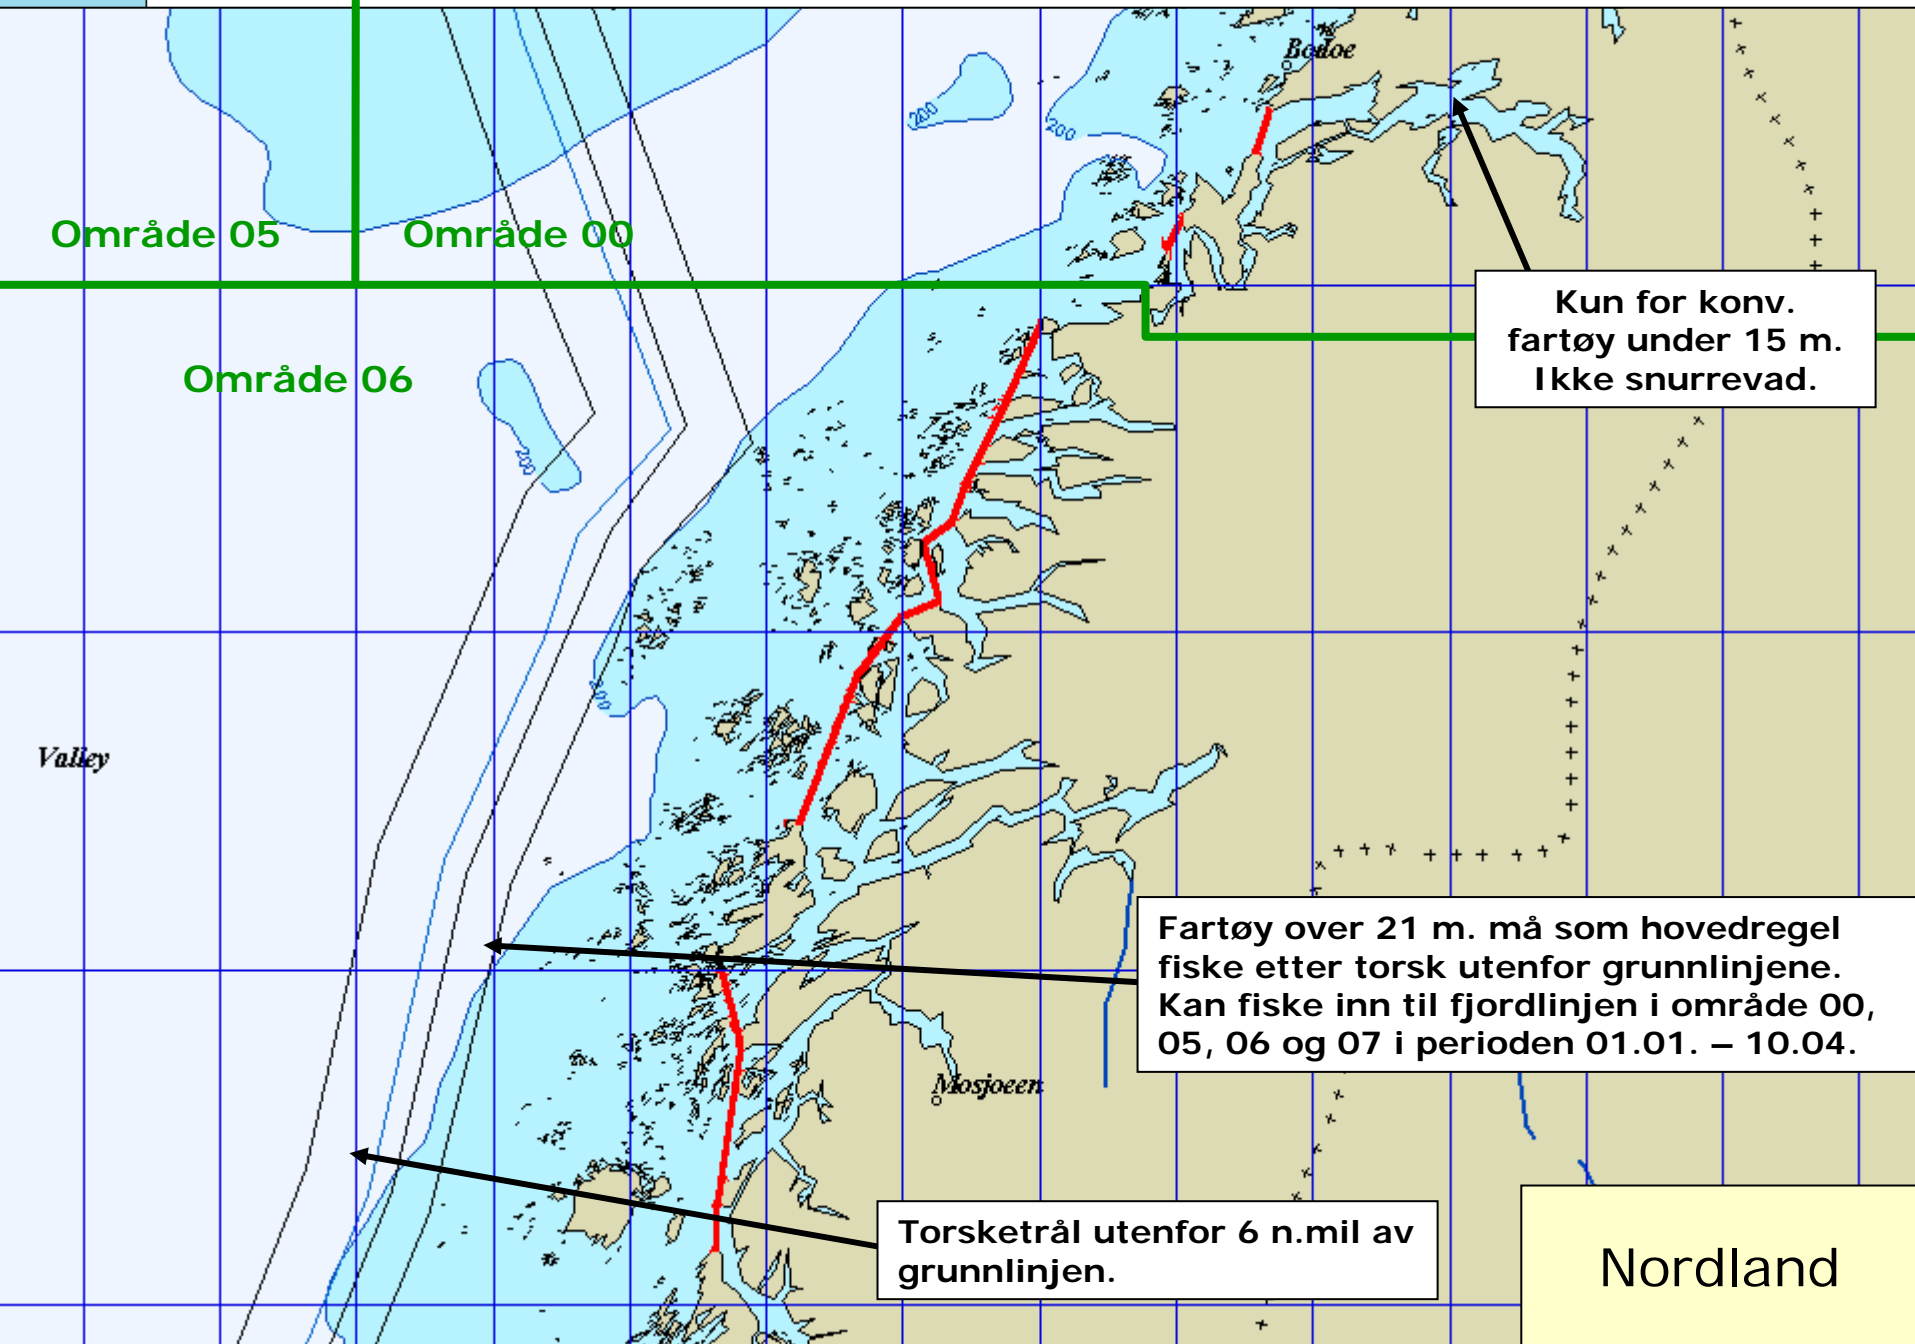 Bodoe
200
200
Område 05
Område 00
Kun for konv.
fartøy under 15 m.
Ikke snurrevad.
Område 06
200
200
Valley
Fartøy over 21 m. må som hovedregel
fiske etter torsk utenfor grunnlinjene.
Kan fiske inn til fjordlinjen i område 00,
05, 06 og 07 i perioden 01.01. – 10.04.
Mosjoeen
Torsketrål utenfor 6 n.mil av
grunnlinjen.
Nordland